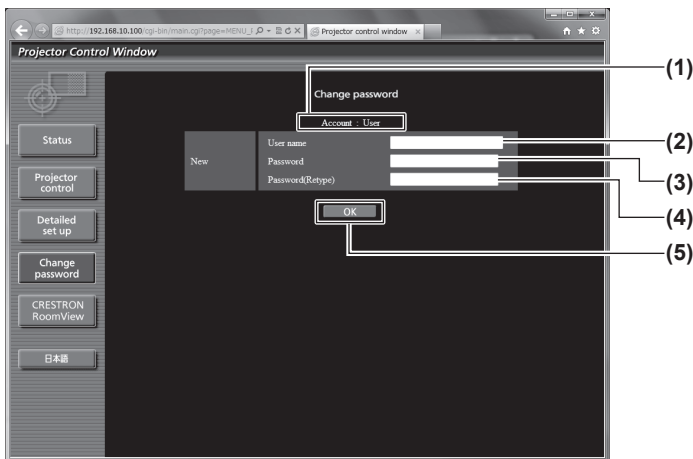 http://192.168.10.100/cgi-bin/main.cgi?page=MENU_
Projector control window
Projector Control Window
Change password
(1)
Account : User
Status
User name
(2)
New
Password
(3)
Projector
control
Password(Retype)
(4)
OK
Detailed
set up
(5)
Change
password
CRESTRON
RoomView
日本語